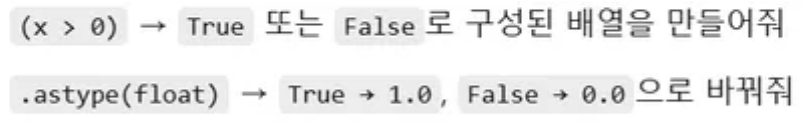 (x > 0) → True 또는 False로 구성된 배열을 만들어줘
.astype(float) → True → 1.0, False → 0.0으로 바꿔줘